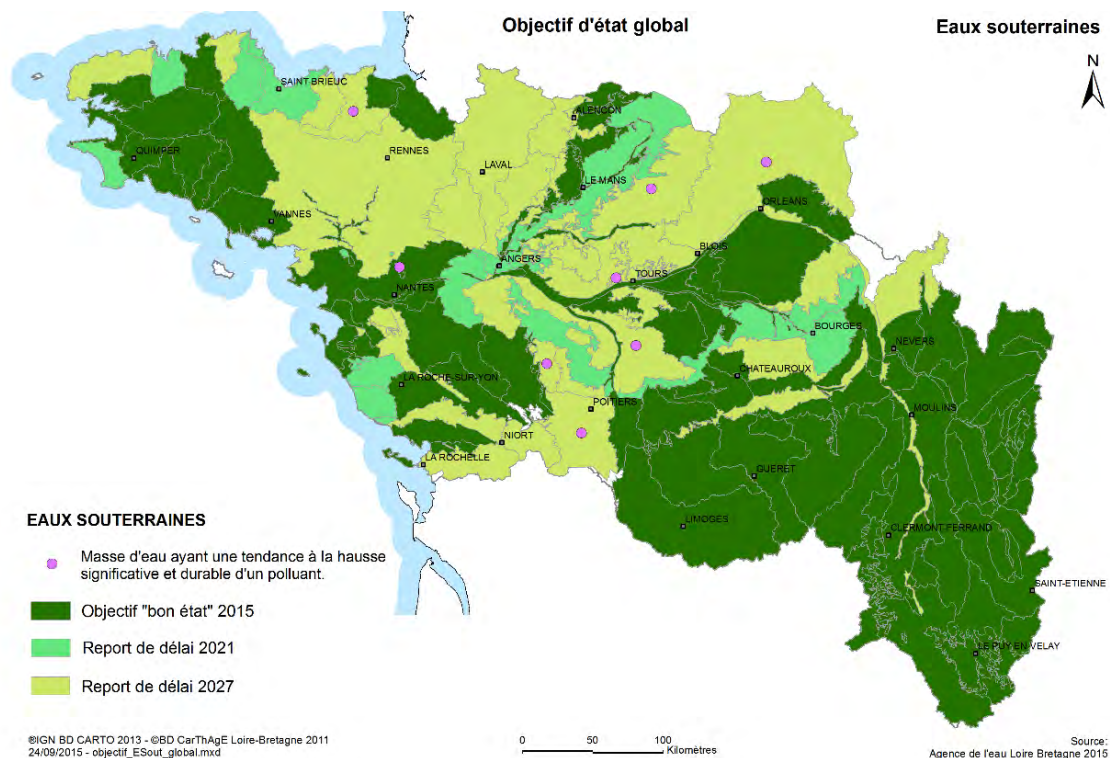 Objectif d'état global
Eaux souterraines
N
SAINT BRIEUC
ALENCON
QUIMPER
RENNES
LAVAL
LE MANS
ORLEANS
VANNES
BLOIS
ANGERS
TOURS
NANTES
BOURGES
NEVERS
CHATEAUROUX
LA ROCHE-SUR-YON
POITIERS
MOULINS
NIORT
LA ROCHELLE
GUERET
LIMOGES
CLERMONT FERRAND
SAINT-ETIENNE
LE PUY-EN-VELAY
EAUX SOUTERRAINES
Masse d'eau ayant une tendance à la hausse
significative et durable d'un polluant.
Objectif "bon état" 2015
Report de délai 2021
Report de délai 2027
®IGN BD CARTO 2013 - ©BD CarThAgE Loire-Bretagne 2011
24/09/2015 - objectif_ESout_global.mxd
0 50 100
Kilomètres
Source:
Agence de l'eau Loire Bretagne 2015